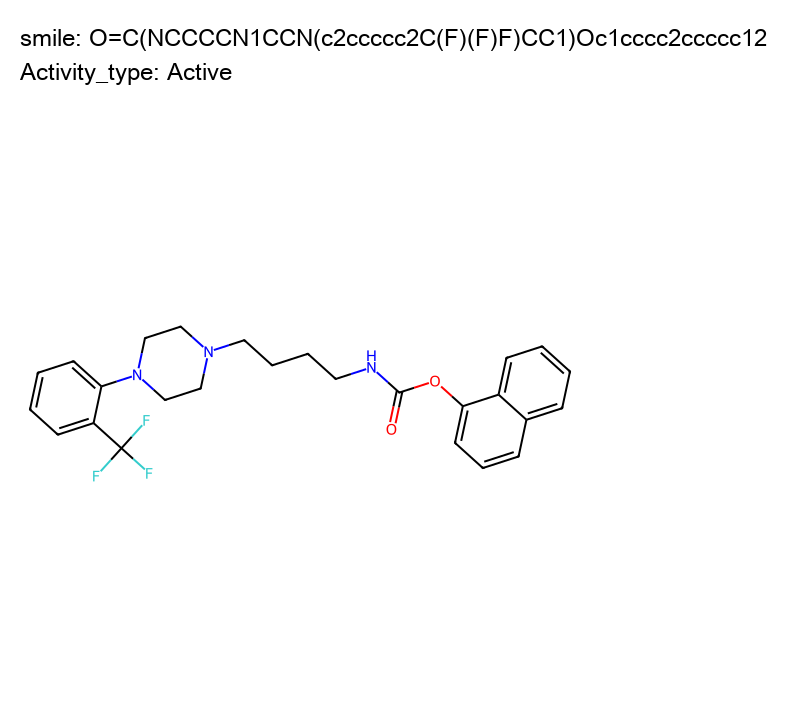 smile: O=C(NCCCCN1CCN(c2ccccc2C(F)(F)F)CC1)Oc1cccc2ccccc12
Activity_type: Active
H
N
N
O
N
F
O
F
F